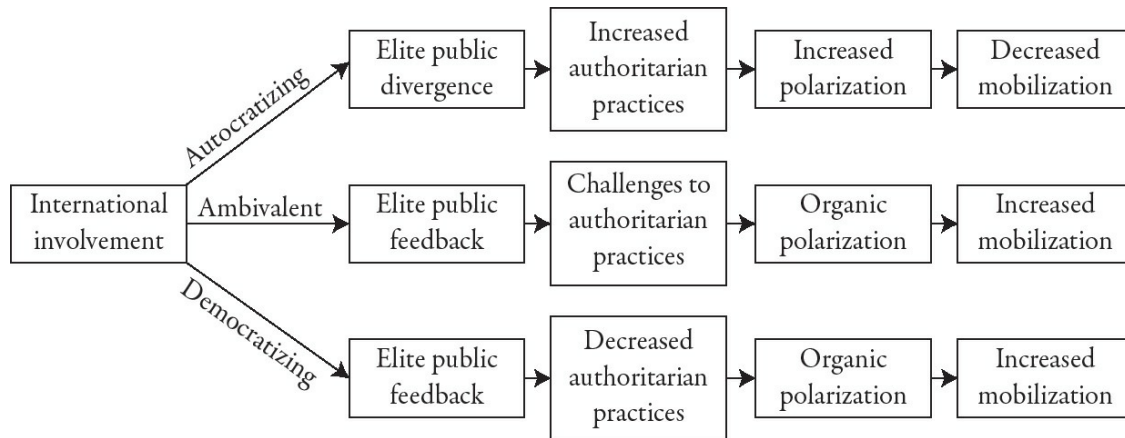 Elite public
divergence
Increased
authoritarian
practices
Increased
polarization
Decreased
mobilization
Autocratizing
International
involvement
Ambivalent
Elite public
feedback
Challenges to
authoritarian
practices
Organic
polarization
Increased
mobilization
Democratizing
Elite public
feedback
Decreased
authoritarian
practices
Organic
polarization
Increased
mobilization